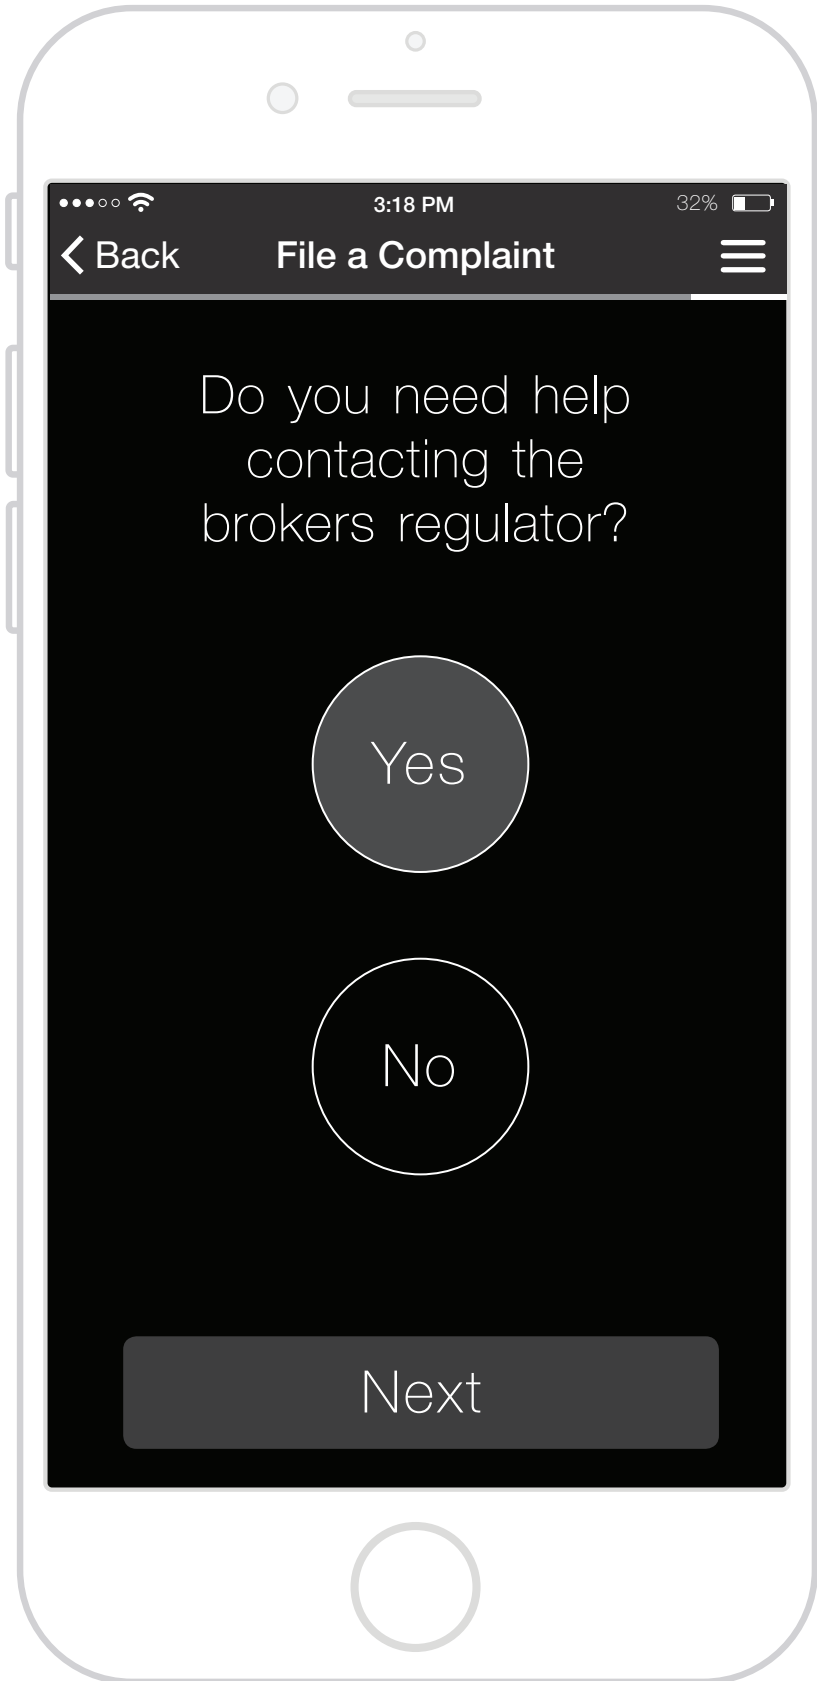 3:18 PM
32%
Back
File a Complaint
Do you need help
contacting the
brokers regulator?
Yes
No
Next